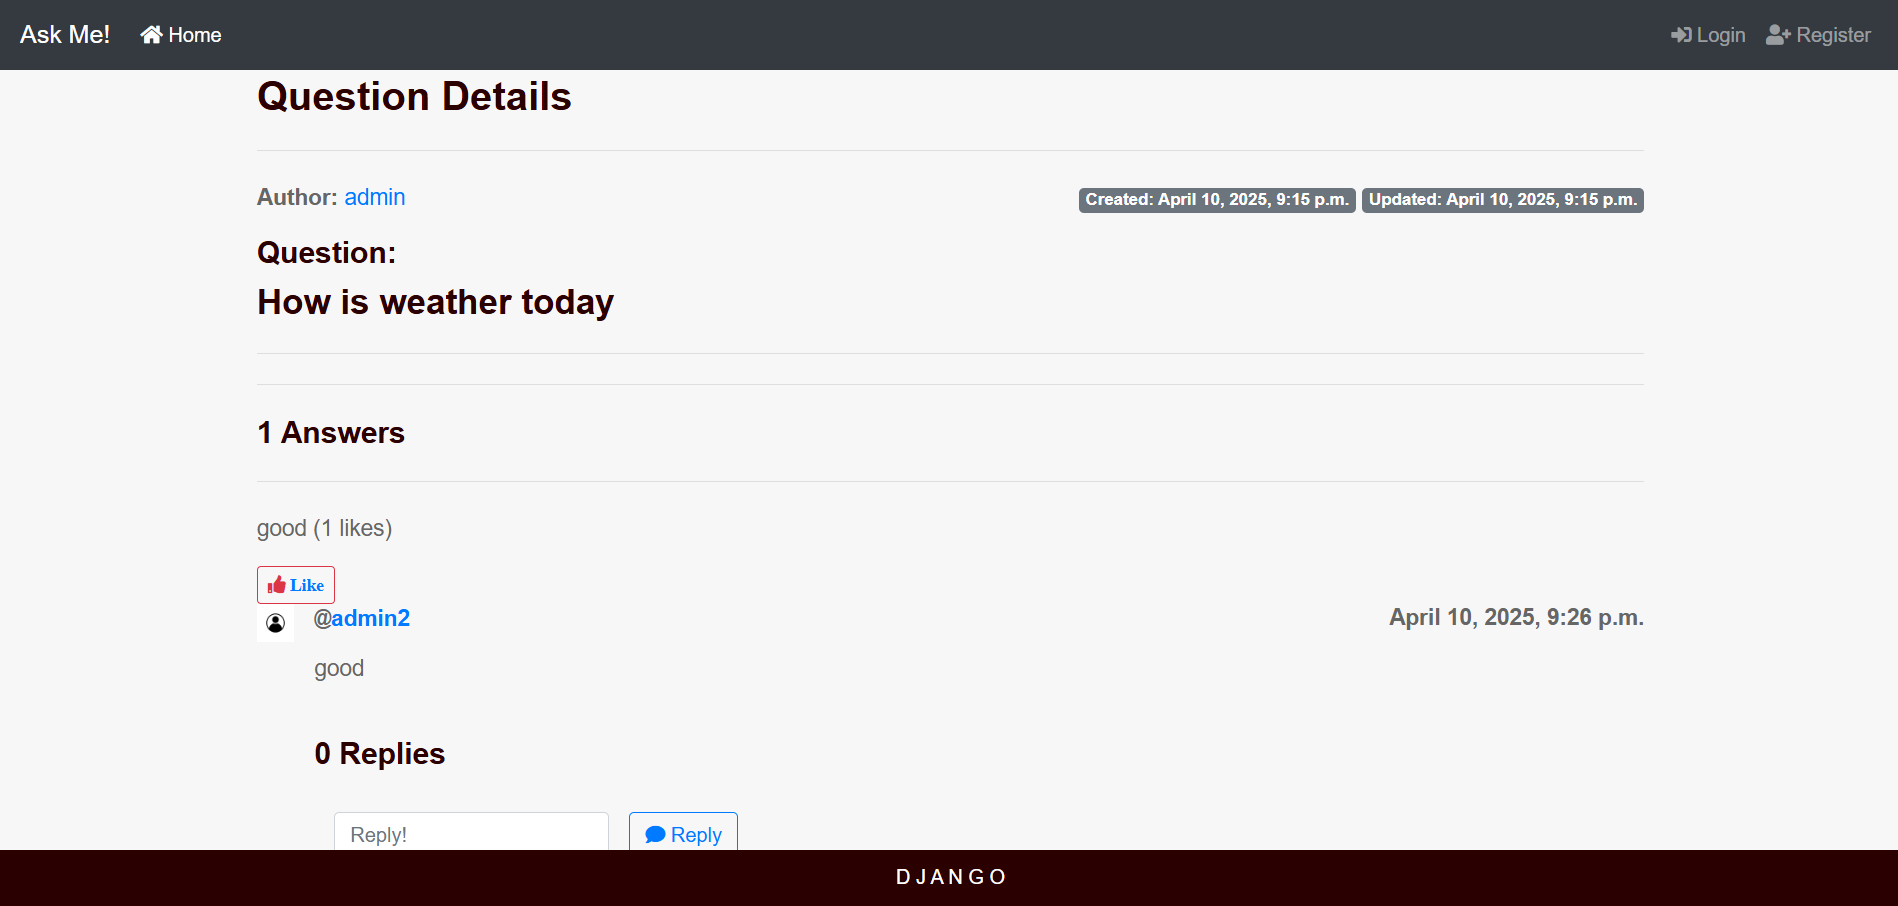 Ask Me! Home Login Register
Question Details
Author: admin Created: April 10, 2025, 9:15 p.m. Updated: April 10, 2025, 9:15 p.m.
Question:
How is weather today
1 Answers
good (1 likes)
Like
@admin2 April 10, 2025, 9:26 p.m.
good
0 Replies
Reply! Reply
DJANGO